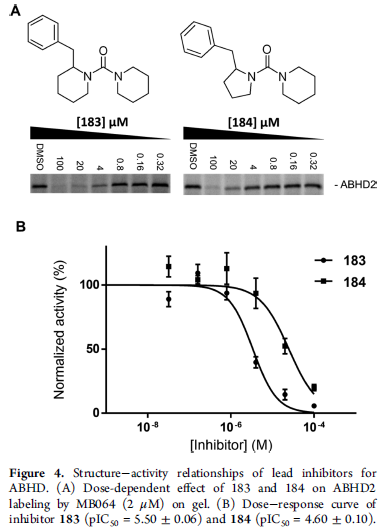 A
O O
N N N N
[183] μM [184] μM
DMSO 100 20 4 0.8 0.16 0.32 DMSO 100 20 4 0.8 0.16 0.32
- ABHD2
B
183
184
100
50
0
Normalized activity (%)
10-8 10-6 10-4
[Inhibitor] (M)
Figure 4. Structure−activity relationships of lead inhibitors for
ABHD. (A) Dose-dependent effect of 183 and 184 on ABHD2
labeling by MB064 (2 μM) on gel. (B) Dose−response curve of
inhibitor 183 (pIC50 = 5.50 ± 0.06) and 184 (pIC50 = 4.60 ± 0.10).